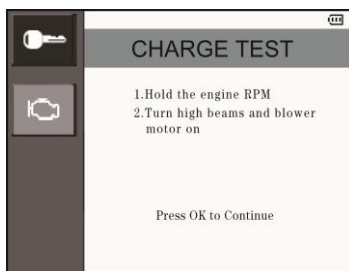 CHARGE TEST
1.Hold the engine RPM
2.Turn high beams and blower
motor on
Press OK to Continue